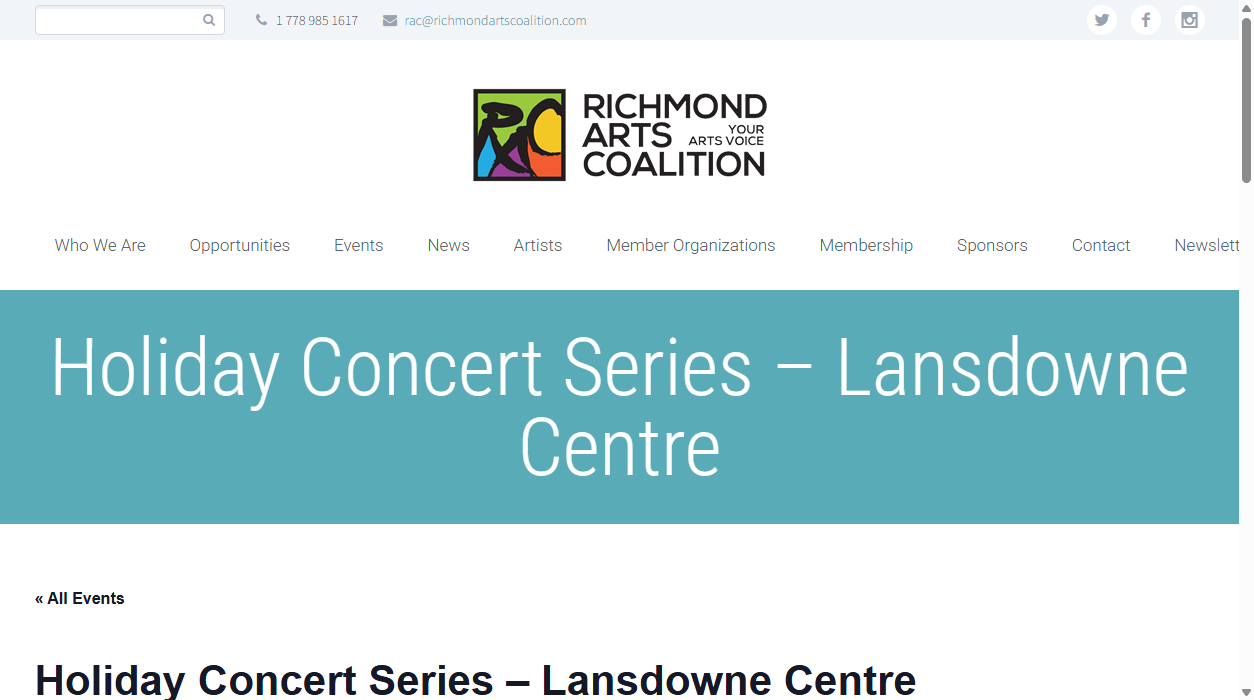 1 778 985 1617 rac@richmondartscoalition.com
RICHMOND
ARTS YOUR ARTS VOICE
COALITION
Who We Are Opportunities Events News Artists Member Organizations Membership Sponsors Contact Newslett
Holiday Concert Series – Lansdowne
Centre
« All Events
Holiday Concert Series – Lansdowne Centre